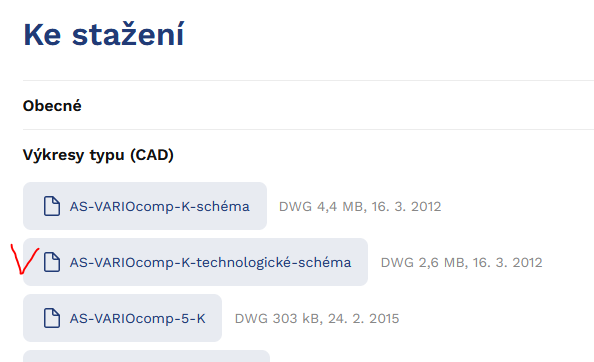 Ke stažení
Obecné
Výkresy typu (CAD)
AS-VARIOcomp-K-schéma DWG 4,4 MB, 16. 3. 2012
AS-VARIOcomp-K-technologické-schéma DWG 2,6 MB, 16. 3. 2012
AS-VARIOcomp-5-K DWG 303 kB, 24. 2. 2015